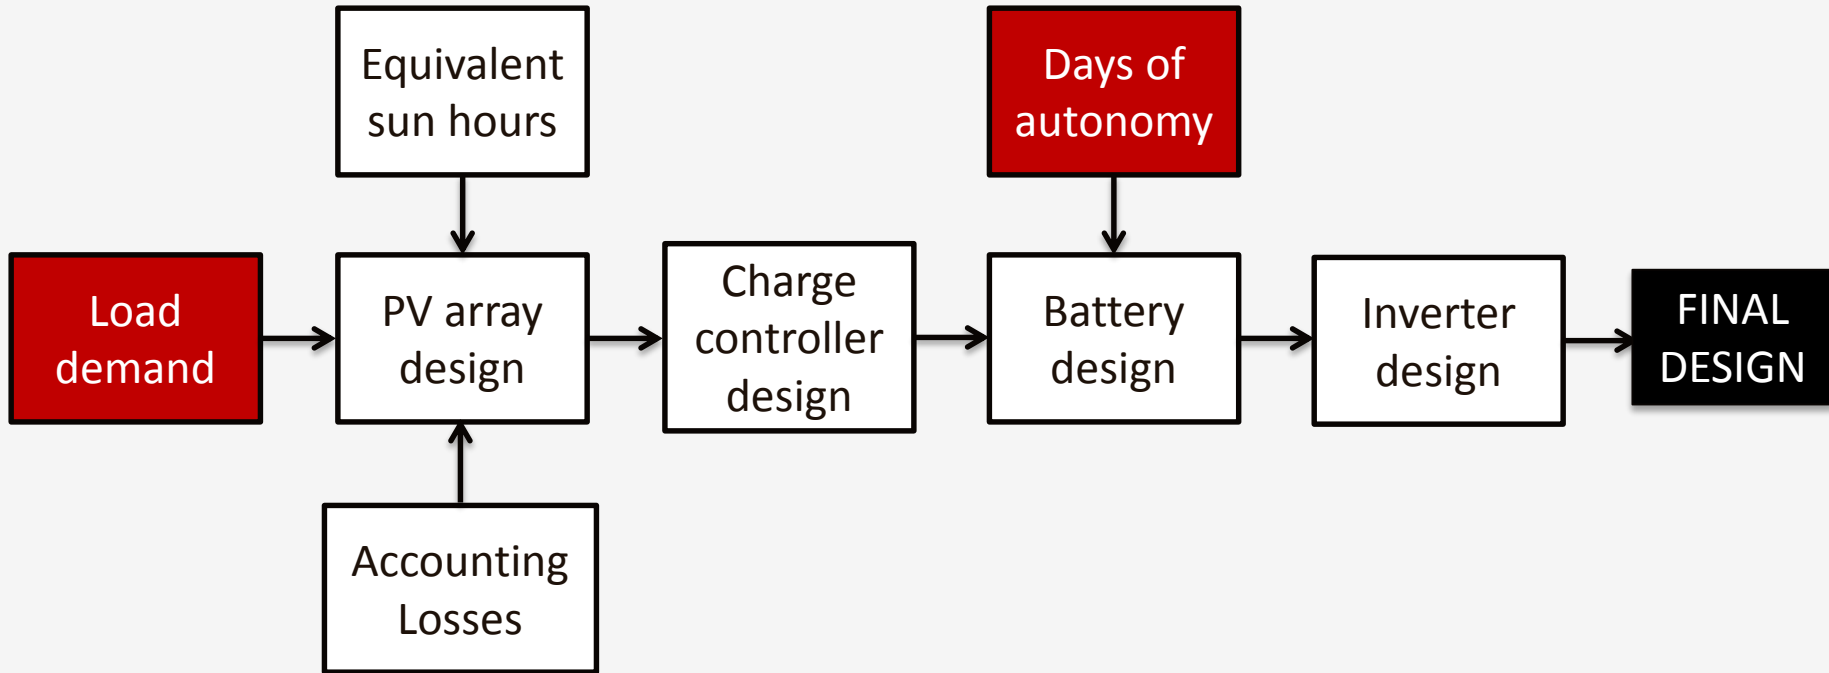 Equivalent
sun hours
Days of
autonomy
Load
demand
PV array
design
Charge
controller
design
Battery
design
Inverter
design
FINAL
DESIGN
Accounting
Losses